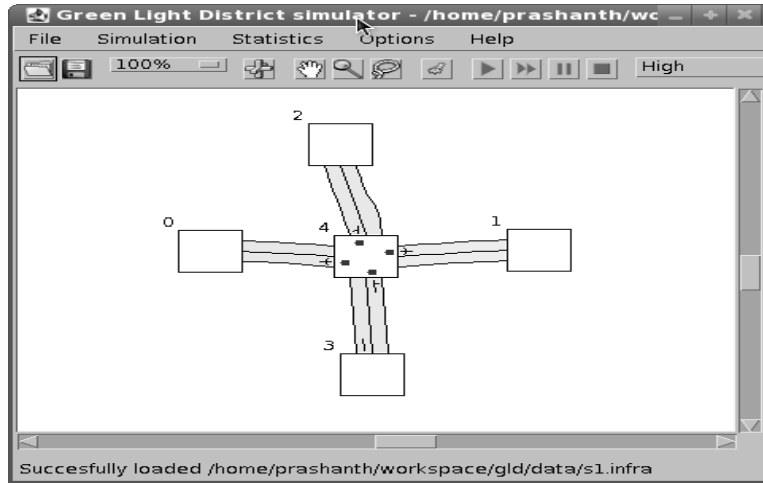 Green Light District simulator - /home/prashanth/wo
File Simulation Statistics Options Help
100% High
2
0
4
1
3
Succesfully loaded /home/prashanth/workspace/gld/data/s1.infra